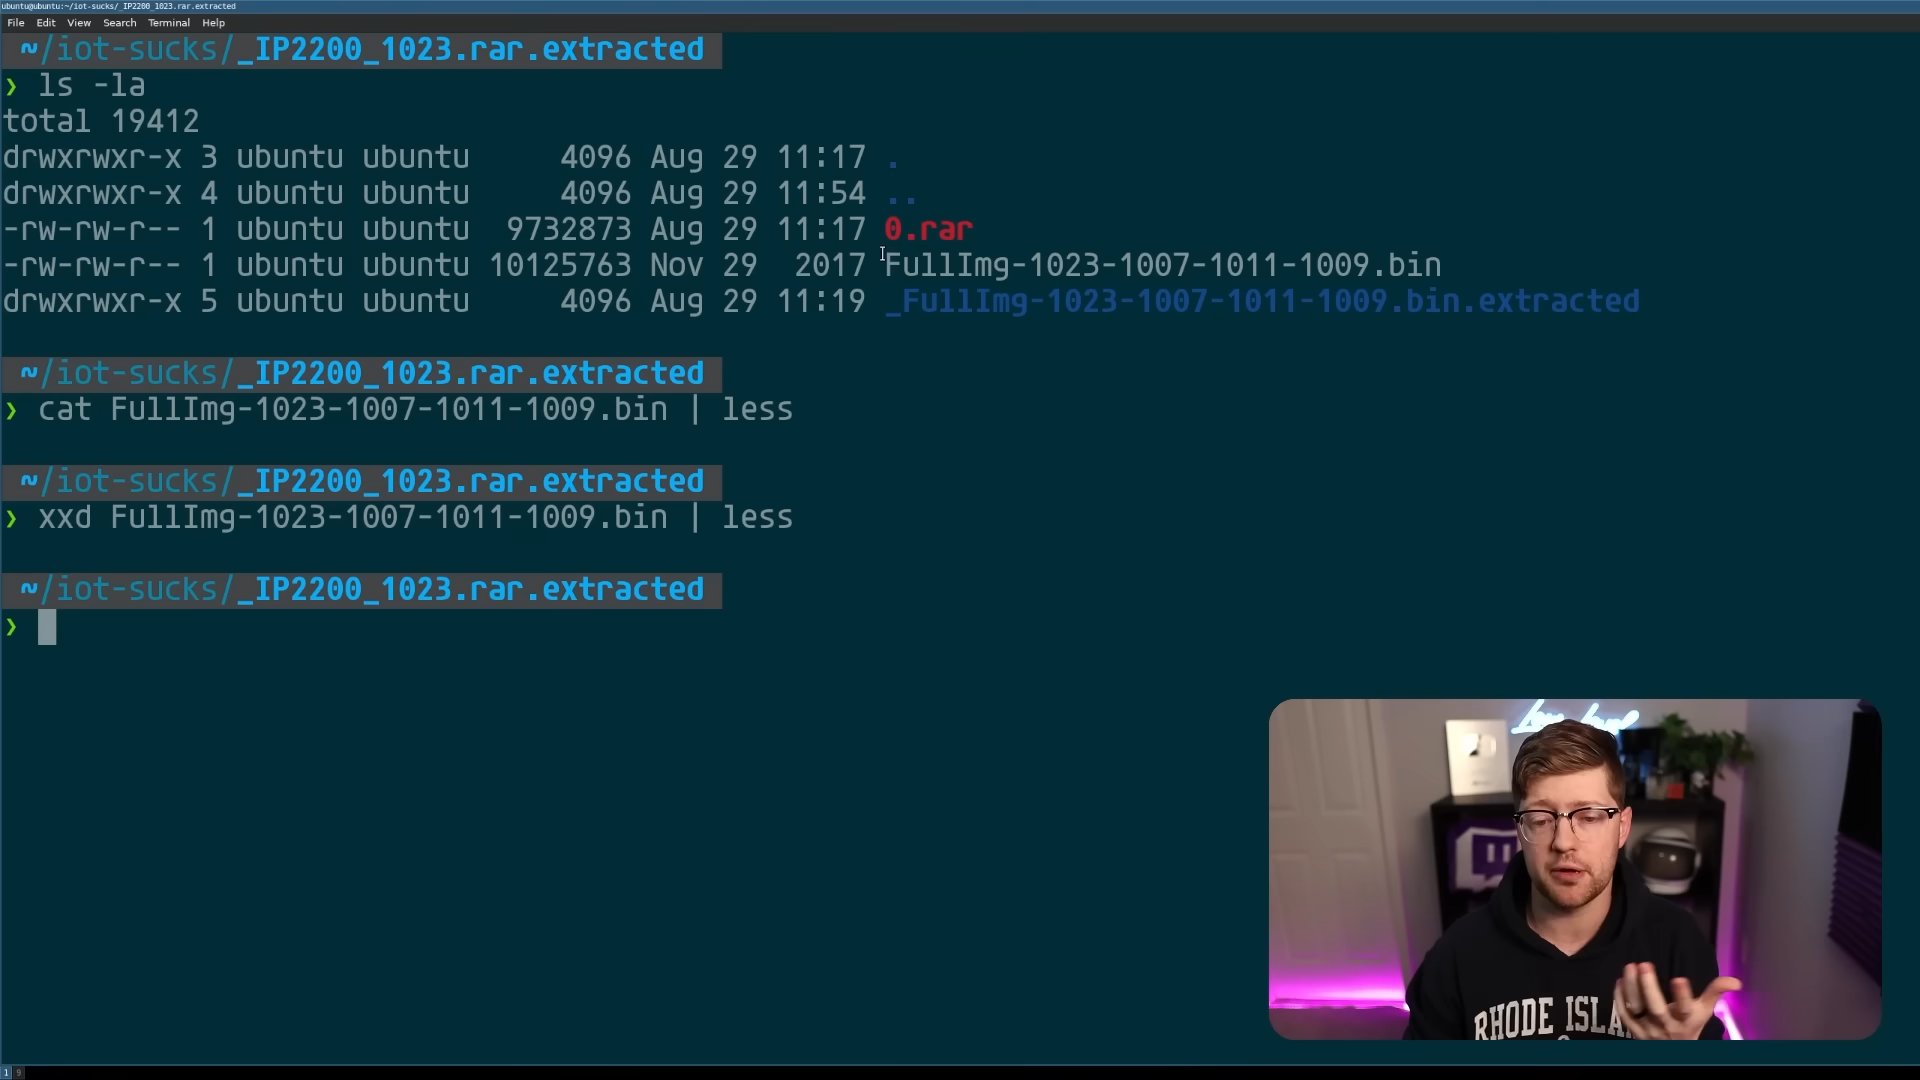 ubuntu@ubuntu:~/iot-sucks/_IP2200_1023.rar.extracted
File Edit View Search Terminal Help
~/iot-sucks/_IP2200_1023.rar.extracted
❯ ls -la
total 19412
drwxrwxr-x 3 ubuntu ubuntu     4096 Aug 29 11:17 .
drwxrwxr-x 4 ubuntu ubuntu     4096 Aug 29 11:54 ..
-rw-rw-r-- 1 ubuntu ubuntu  9732873 Aug 29 11:17 0.rar
-rw-rw-r-- 1 ubuntu ubuntu 10125763 Nov 29  2017 FullImg-1023-1007-1011-1009.bin
drwxrwxr-x 5 ubuntu ubuntu     4096 Aug 29 11:19 _FullImg-1023-1007-1011-1009.bin.extracted
~/iot-sucks/_IP2200_1023.rar.extracted
❯ cat FullImg-1023-1007-1011-1009.bin | less
~/iot-sucks/_IP2200_1023.rar.extracted
❯ xxd FullImg-1023-1007-1011-1009.bin | less
~/iot-sucks/_IP2200_1023.rar.extracted
❯
RHODE ISLA
1 9